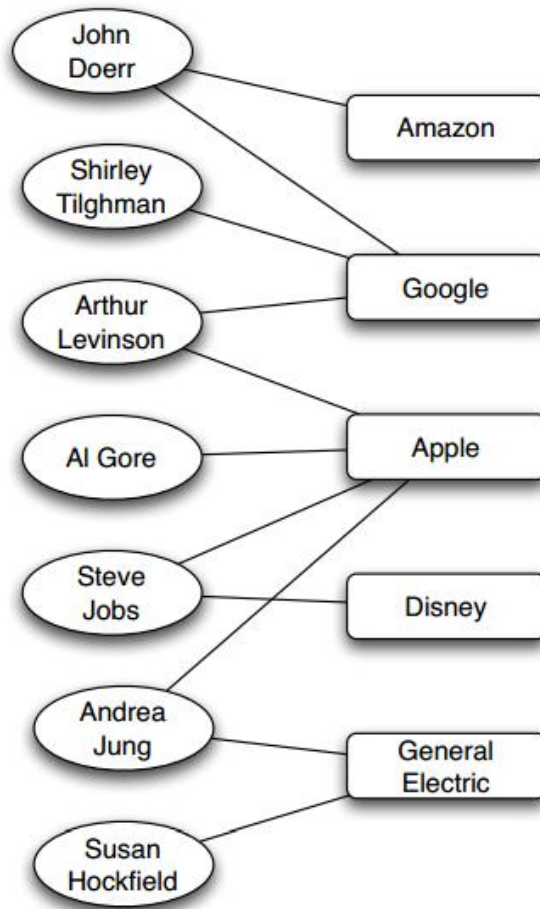 John
Doerr
Amazon
Shirley
Tilghman
Google
Arthur
Levinson
Apple
Al Gore
Steve
Jobs
Disney
Andrea
Jung
General
Electric
Susan
Hockfield